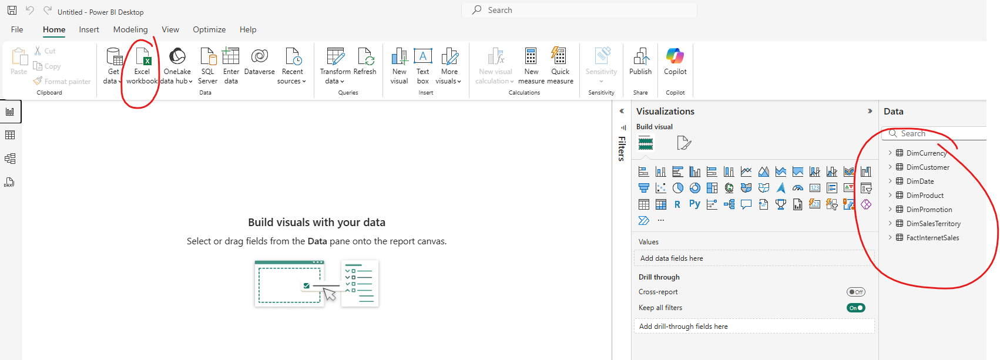 Untitled - Power BI Desktop
Search
File Home Insert Modeling View Optimize Help
Paste
Cut
Copy
Format painter
Clipboard
Get data
Excel workbook
OneLake data hub
SQL Server
Enter data
Dataverse
Recent sources
Data
Transform data
Refresh
Queries
New visual
Text box
More visuals
Insert
New visual calculation
New measure
Quick measure
Calculations
Sensitivity
Sensitivity
Publish
Share
Copilot
Copilot
Build visuals with your data
Select or drag fields from the Data pane onto the report canvas.
Filters
Visualizations
Build visual
R
Py
123
123
Values
Add data fields here
Drill through
Cross-report
Off
Keep all filters
On
Add drill-through fields here
Data
Search
DimCurrency
DimCustomer
DimDate
DimProduct
DimPromotion
DimSalesTerritory
FactInternetSales
DAX
A
fx
X